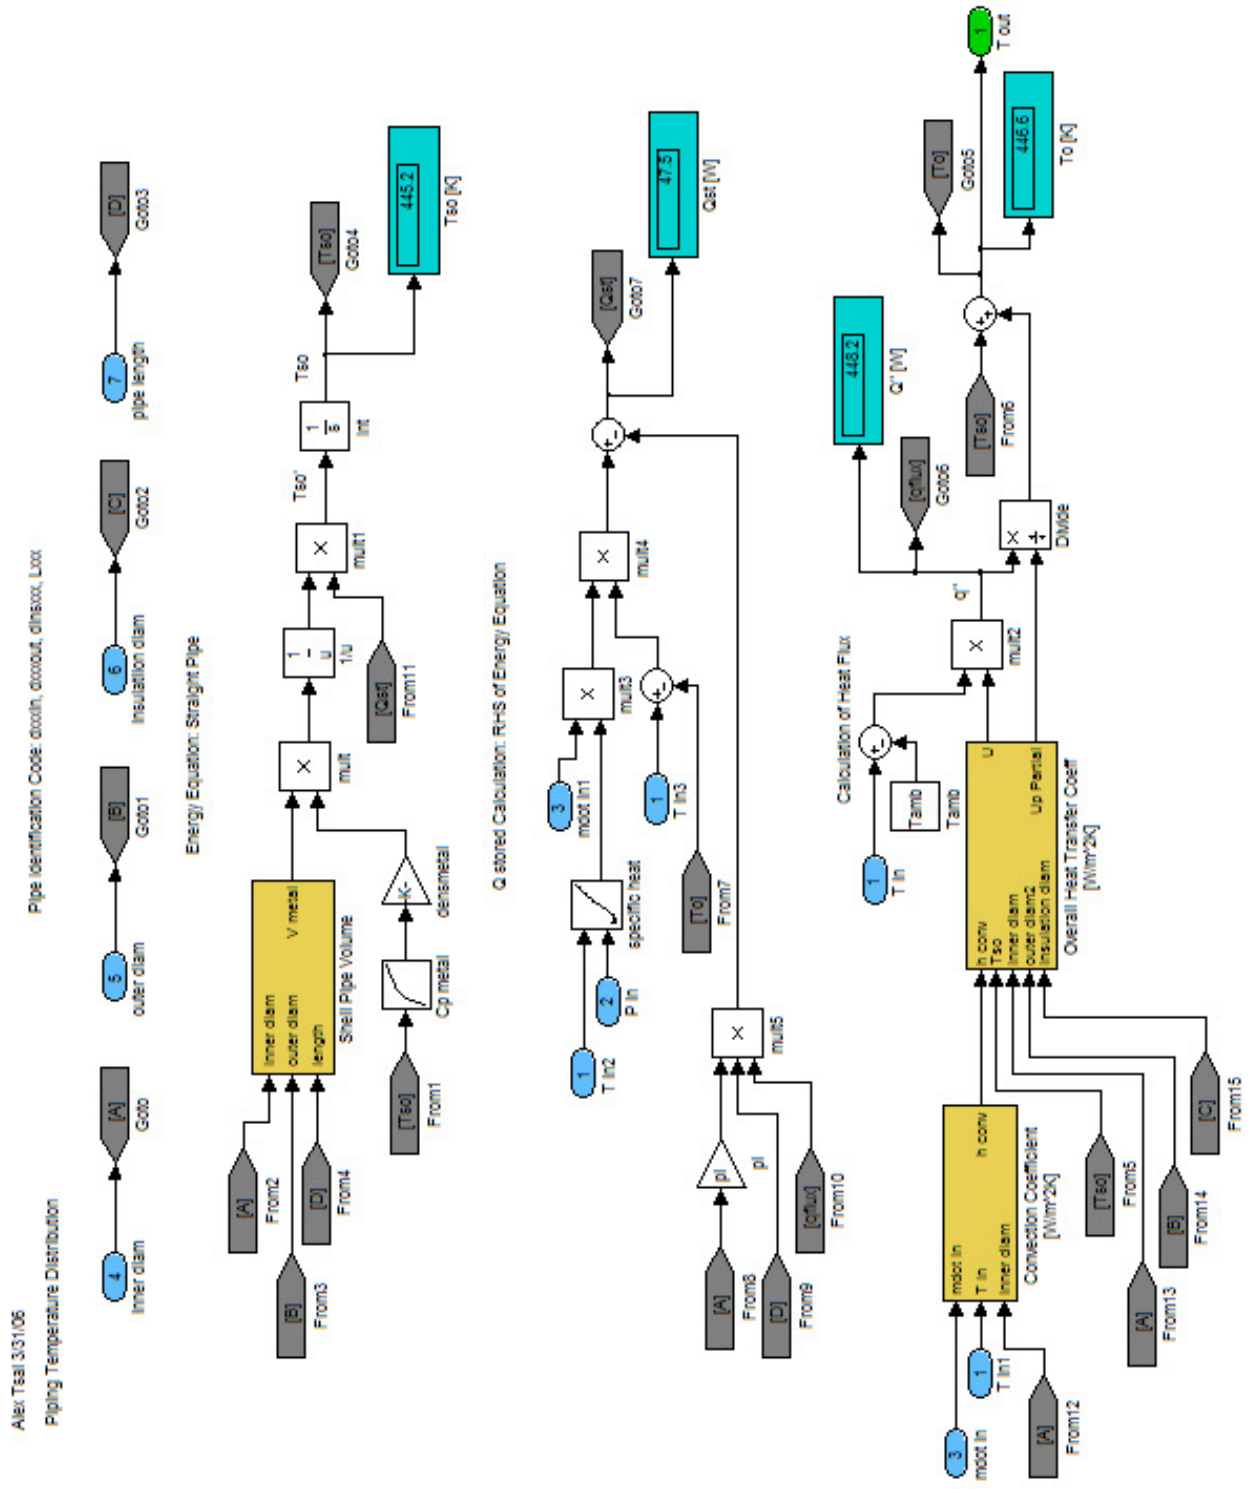 Alex Tsai 3/31/06
Piping Temperature Distribution
Pipe Identification Code: dxxxin, dxxxout, dinsxxx, Lxxx
4
Inner diam
[A]
Goto
5
outer diam
[B]
Goto1
6
Insulation diam
[C]
Goto2
7
pipe length
[D]
Goto3
Energy Equation: Straight Pipe
[A]
From2
[B]
From3
[D]
From4
Inner diam
outer diam
length
V metal
Shell Pipe Volume
[Tso]
From1
Cp metal
-K-
densmetal
×
mult
1
u
1/u
[Qst]
From11
×
mult1
Tso'
1
s
Int
Tso
[Tso]
Goto4
445.2
Tso [K]
Q stored Calculation: RHS of Energy Equation
1
T In2
2
P In
specific heat
3
mdot In1
×
mult3
1
T In3
[To]
From7
+
-
×
mult4
[A]
From8
pi
pi
[D]
From9
[qflux]
From10
×
mult5
+
-
[Qst]
Goto7
47.5
Qst [W]
Calculation of Heat Flux
3
mdot In
1
T In1
[A]
From12
mdot In
T In
Inner diam
h conv
Convection Coefficient
[W/m^2K]
[Tso]
From5
[A]
From13
[B]
From14
[C]
From15
h conv
Tso
Inner diam
outer diam2
Insulation diam
U
Up Partial
Overall Heat Transfer Coeff
[W/m^2K]
1
T In
Tamb
Tamb
+
-
×
mult2
q"
[qflux]
Goto6
448.2
Q" [W]
×
÷
Divide
[Tso]
From6
+
+
[To]
Goto5
446.6
To [K]
1
T out